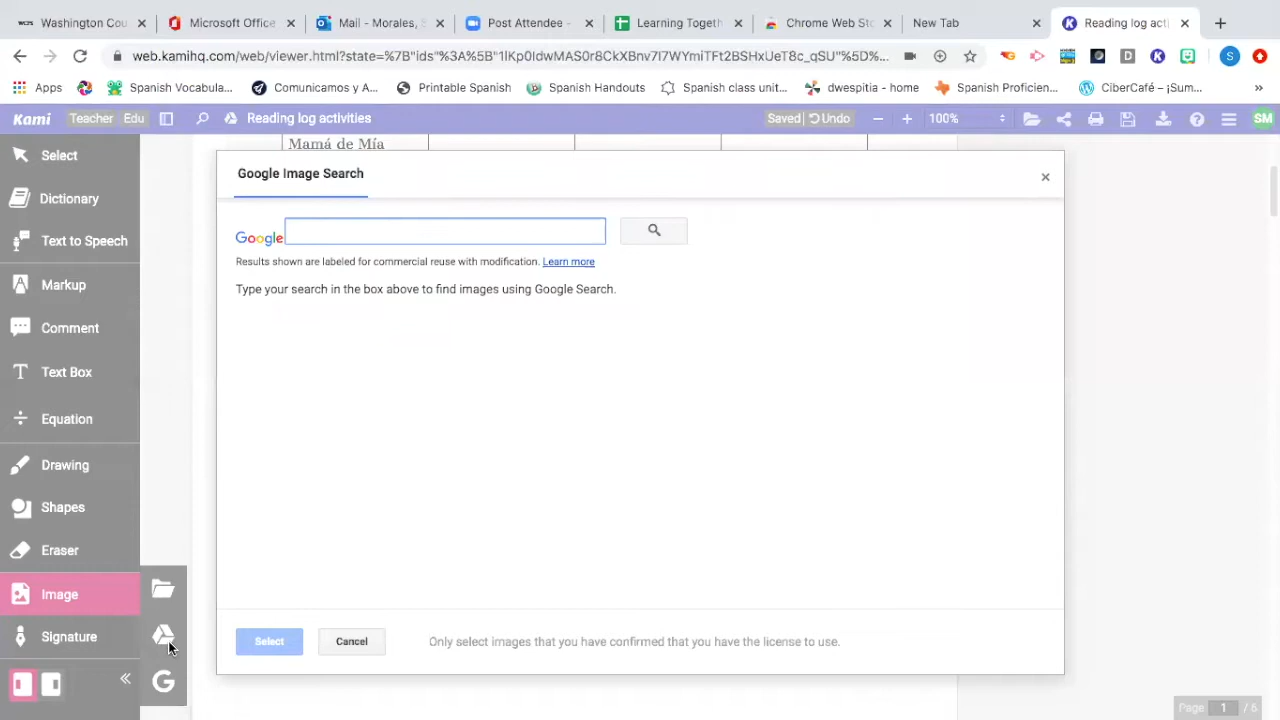 Washington Cou
Microsoft Office
Mail - Morales, S
Post Attendee -
Learning Togeth
Chrome Web Sto
New Tab
Reading log acti
web.kamihq.com/web/viewer.html?state=%7B"ids"%3A%5B"1lKp0ldwMAS0r8CkXBnv7I7WYmiTFt2BSHxUeT8c_qSU"%5D%...
Apps
Spanish Vocabula...
Comunicamos y A...
Printable Spanish
Spanish Handouts
Spanish class unit...
dwespitia - home
Spanish Proficien...
CiberCafé – ¡Sum...
»
Kami
Teacher
Edu
Reading log activities
Saved
Undo
100%
SM
Mamá de Mía
Google Image Search
Google
Results shown are labeled for commercial reuse with modification. Learn more
Type your search in the box above to find images using Google Search.
Select
Dictionary
Text to Speech
Markup
Comment
Text Box
Equation
Drawing
Shapes
Eraser
Image
Signature
Select
Cancel
Only select images that you have confirmed that you have the license to use.
Page 1 / 5